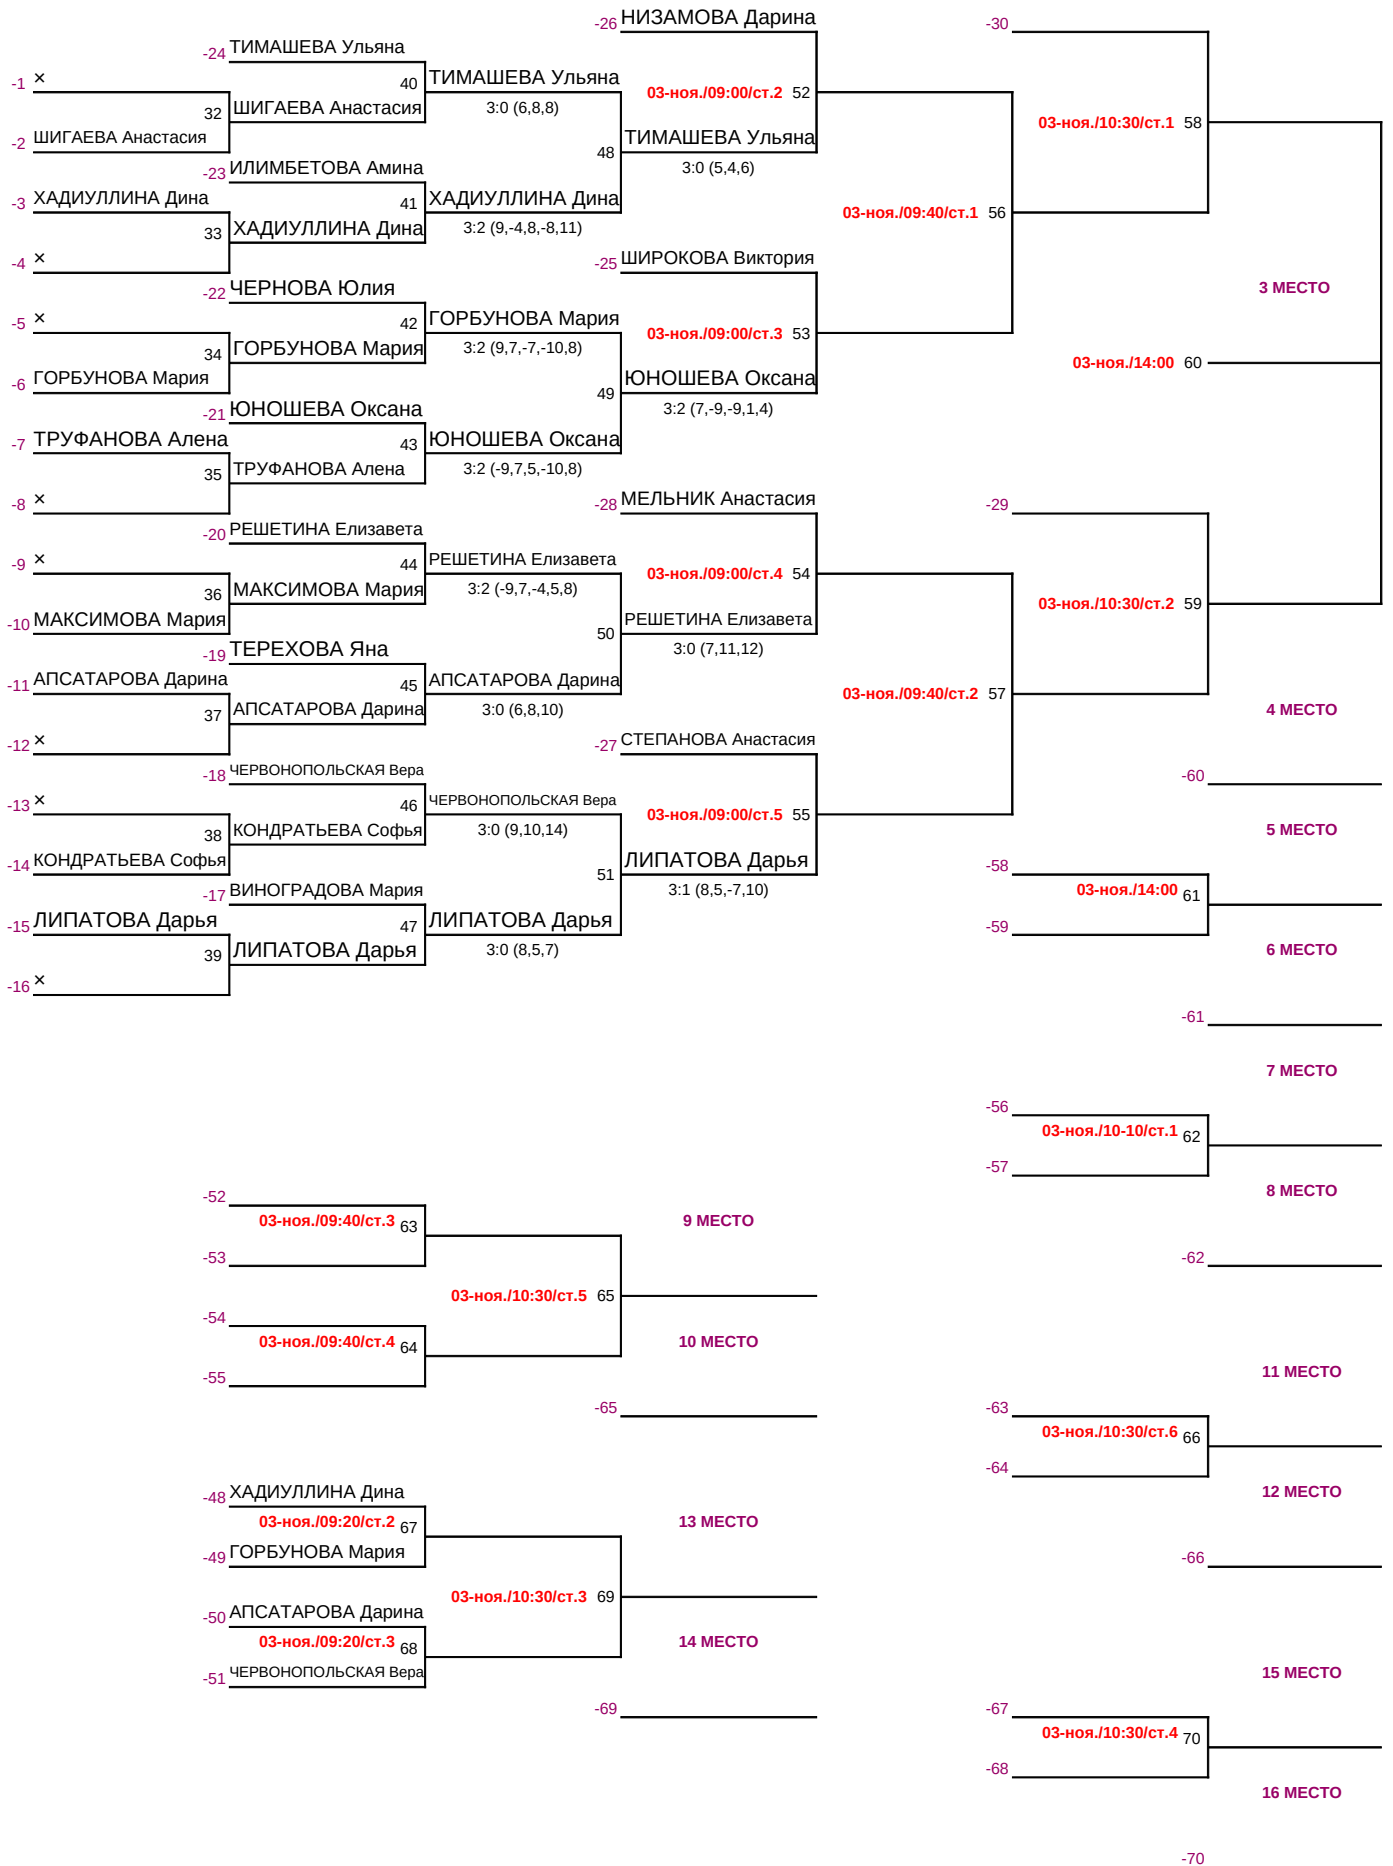 -26 НИЗАМОВА Дарина
-30
-24 ТИМАШЕВА Ульяна
-1 ×
40 ТИМАШЕВА Ульяна
03-ноя./09:00/ст.2 52
32 ШИГАЕВА Анастасия
3:0 (6,8,8)
03-ноя./10:30/ст.1 58
-2 ШИГАЕВА Анастасия
48 ТИМАШЕВА Ульяна
-23 ИЛИМБЕТОВА Амина
3:0 (5,4,6)
-3 ХАДИУЛЛИНА Дина
41 ХАДИУЛЛИНА Дина
03-ноя./09:40/ст.1 56
33 ХАДИУЛЛИНА Дина
3:2 (9,-4,8,-8,11)
-4 ×
-25 ШИРОКОВА Виктория
-22 ЧЕРНОВА Юлия
3 МЕСТО
-5 ×
42 ГОРБУНОВА Мария
03-ноя./09:00/ст.3 53
34 ГОРБУНОВА Мария
3:2 (9,7,-7,-10,8)
03-ноя./14:00 60
-6 ГОРБУНОВА Мария
49 ЮНОШЕВА Оксана
-21 ЮНОШЕВА Оксана
3:2 (7,-9,-9,1,4)
-7 ТРУФАНОВА Алена
43 ЮНОШЕВА Оксана
35 ТРУФАНОВА Алена
3:2 (-9,7,5,-10,8)
-8 ×
-28 МЕЛЬНИК Анастасия
-29
-20 РЕШЕТИНА Елизавета
-9 ×
44 РЕШЕТИНА Елизавета
03-ноя./09:00/ст.4 54
36 МАКСИМОВА Мария
3:2 (-9,7,-4,5,8)
03-ноя./10:30/ст.2 59
-10 МАКСИМОВА Мария
50 РЕШЕТИНА Елизавета
-19 ТЕРЕХОВА Яна
3:0 (7,11,12)
-11 АПСАТАРОВА Дарина
45 АПСАТАРОВА Дарина
03-ноя./09:40/ст.2 57
37 АПСАТАРОВА Дарина
3:0 (6,8,10)
4 МЕСТО
-12 ×
-27 СТЕПАНОВА Анастасия
-18 ЧЕРВОНОПОЛЬСКАЯ Вера
-60
-13 ×
46 ЧЕРВОНОПОЛЬСКАЯ Вера
03-ноя./09:00/ст.5 55
38 КОНДРАТЬЕВА Софья
3:0 (9,10,14)
5 МЕСТО
-14 КОНДРАТЬЕВА Софья
51 ЛИПАТОВА Дарья
-58
-17 ВИНОГРАДОВА Мария
3:1 (8,5,-7,10)
03-ноя./14:00 61
-15 ЛИПАТОВА Дарья
47 ЛИПАТОВА Дарья
-59
39 ЛИПАТОВА Дарья
3:0 (8,5,7)
6 МЕСТО
-16 ×
-61
7 МЕСТО
-56
03-ноя./10-10/ст.1 62
-57
-52
8 МЕСТО
03-ноя./09:40/ст.3 63
9 МЕСТО
-53
-62
03-ноя./10:30/ст.5 65
-54
03-ноя./09:40/ст.4 64
10 МЕСТО
-55
11 МЕСТО
-65
-63
03-ноя./10:30/ст.6 66
-64
-48 ХАДИУЛЛИНА Дина
12 МЕСТО
03-ноя./09:20/ст.2 67
13 МЕСТО
-49 ГОРБУНОВА Мария
-66
03-ноя./10:30/ст.3 69
-50 АПСАТАРОВА Дарина
03-ноя./09:20/ст.3 68
14 МЕСТО
-51 ЧЕРВОНОПОЛЬСКАЯ Вера
15 МЕСТО
-69
-67
03-ноя./10:30/ст.4 70
-68
16 МЕСТО
-70